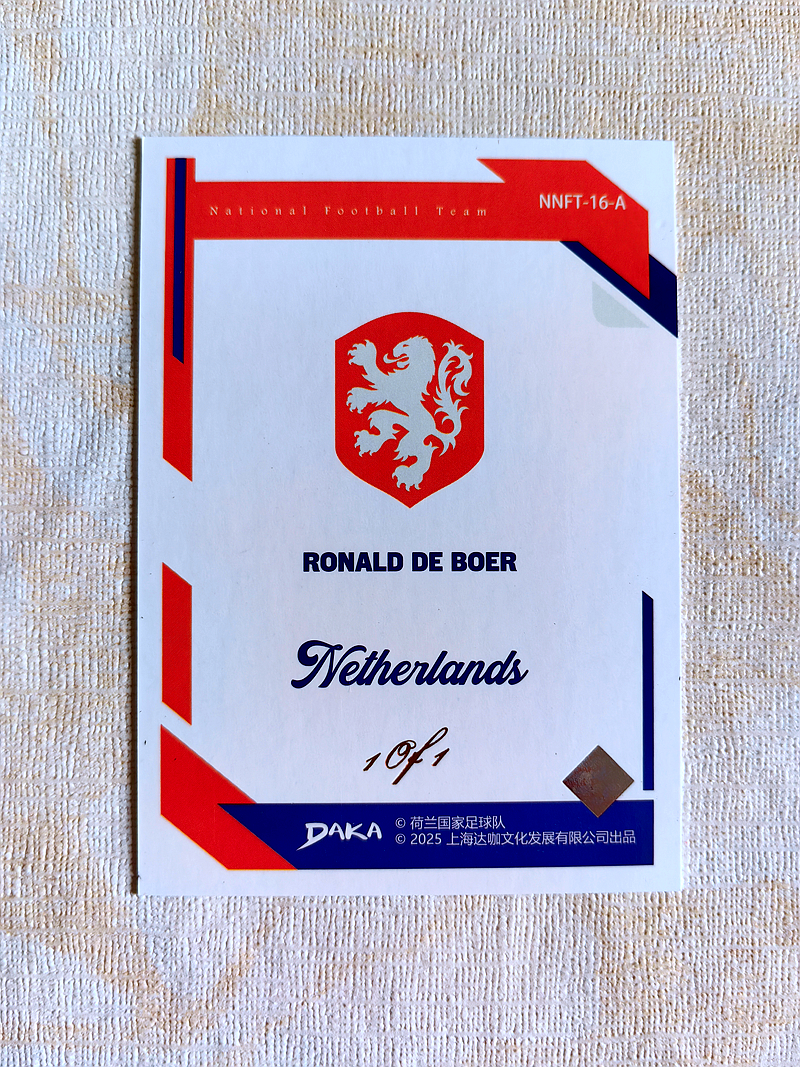 National Football Team
NNFT-16-A
RONALD DE BOER
Netherlands
1 Of 1
DAKA
© 荷兰国家足球队
© 2025 上海达咖文化发展有限公司出品